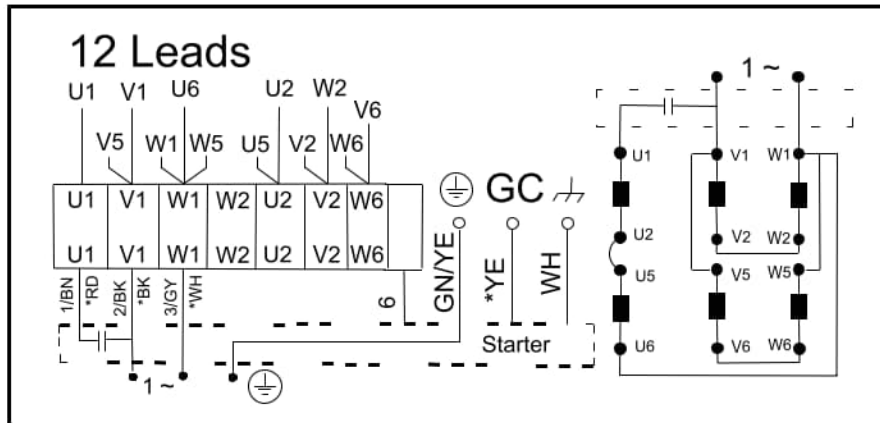 12 Leads
U1 V1 U6 U2 W2 V6
V5 W1 W5 U5 V2 W6
U1 V1 W1 W2 U2 V2 W6
U1 V1 W1 W2 U2 V2 W6
1/BN *RD 2/BK *BK 3/GY *WH 6 GN/YE *YE WH
GC
Starter
1 ~
1 ~
U1 V1 W1
U2 V2 W2
U5 V5 W5
U6 V6 W6